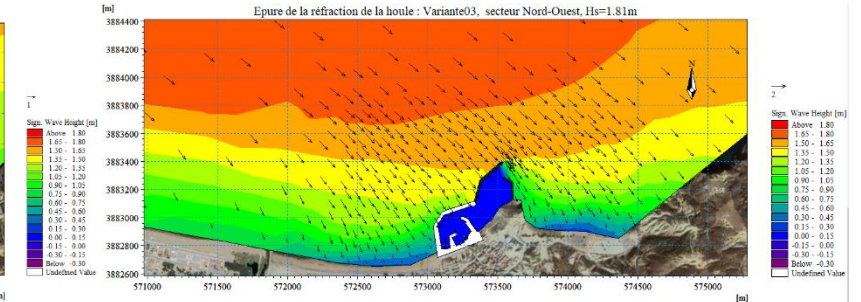 Epure de la réfraction de la houle : Variante03, secteur Nord-Ouest, Hs=1.81m
[m]
3884400
3884200
3884000
3883800
3883600
3883400
3883200
3883000
3882800
3882600
571000
571500
572000
572500
573000
573500
574000
574500
575000
[m]
N
1
Sign. Wave Height [m]
Above 1.80
1.65 - 1.80
1.50 - 1.65
1.35 - 1.50
1.20 - 1.35
1.05 - 1.20
0.90 - 1.05
0.75 - 0.90
0.60 - 0.75
0.45 - 0.60
0.30 - 0.45
0.15 - 0.30
0.00 - 0.15
-0.15 - 0.00
-0.30 - -0.15
Below -0.30
Undefined Value
m]
2
Sign. Wave Height [m]
Above 1.80
1.65 - 1.80
1.50 - 1.65
1.35 - 1.50
1.20 - 1.35
1.05 - 1.20
0.90 - 1.05
0.75 - 0.90
0.60 - 0.75
0.45 - 0.60
0.30 - 0.45
0.15 - 0.30
0.00 - 0.15
-0.15 - 0.00
-0.30 - -0.15
Below -0.30
Undefined Value